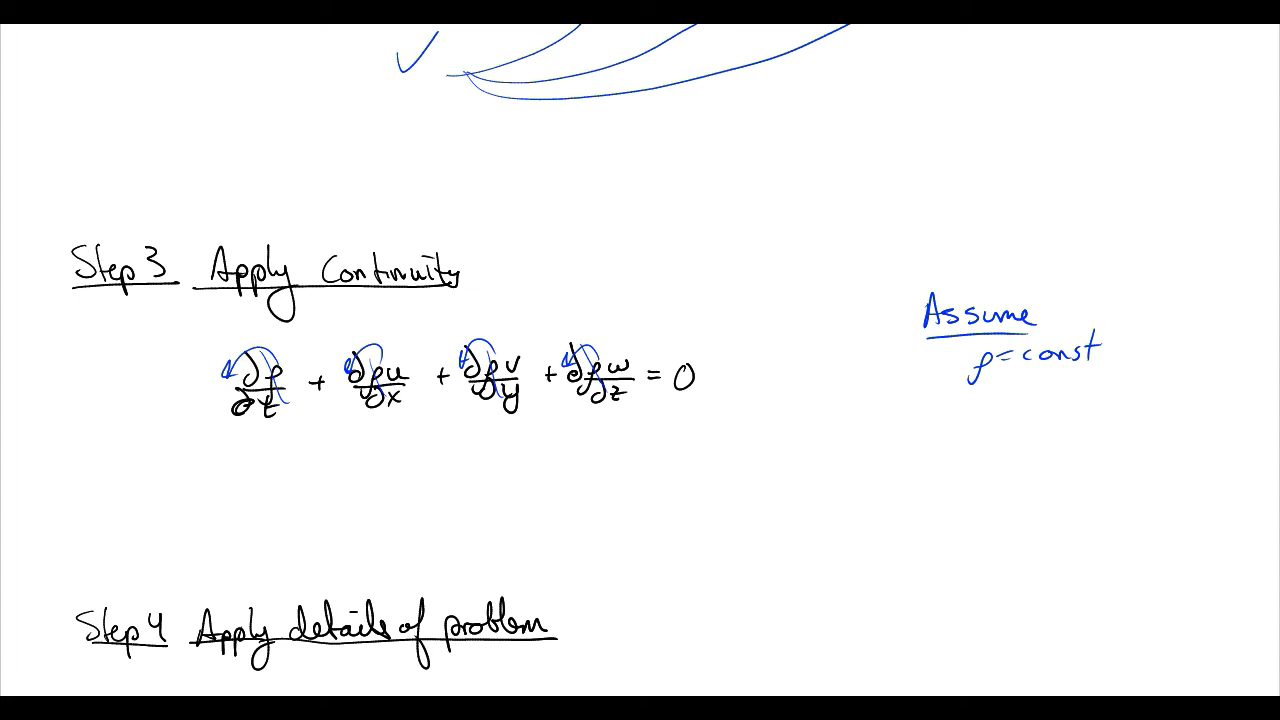 Step 3 Apply Continuity
Assume
ρ = const
∂ρ/∂t + ∂ρu/∂x + ∂ρv/∂y + ∂ρw/∂z = 0
Step 4 Apply details of problem